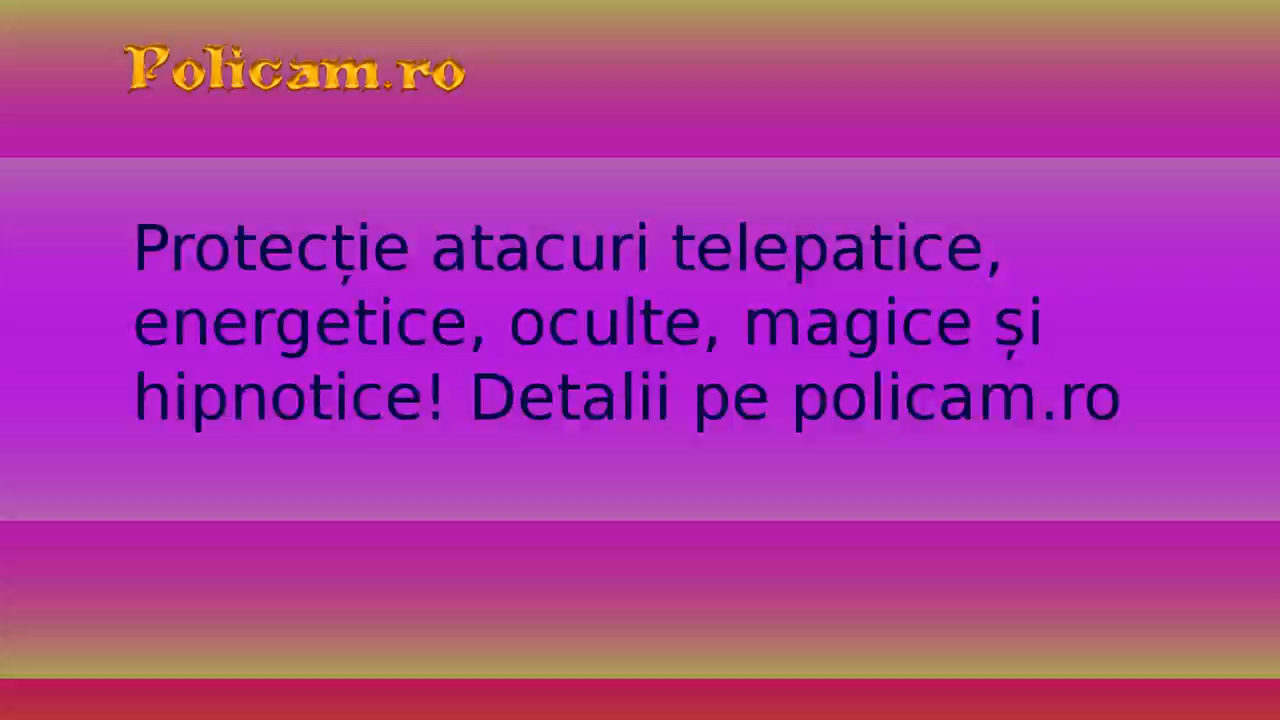 Policam.ro
Protecție atacuri telepatice,
energetice, oculte, magice și
hipnotice! Detalii pe policam.ro